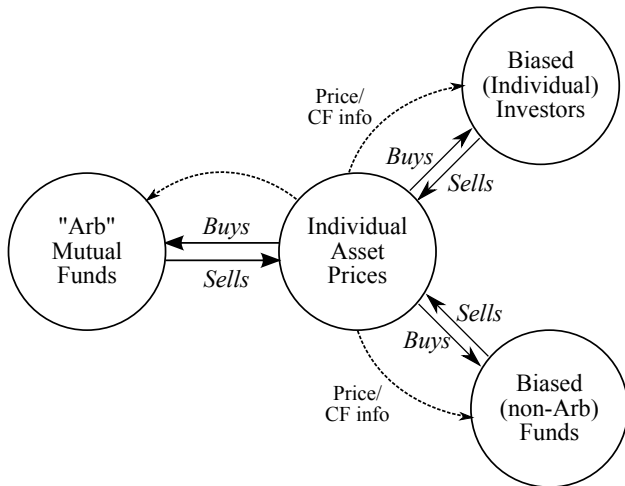 Biased
(Individual)
Investors
Price/
CF info
Buys
Sells
"Arb"
Mutual
Funds
Buys
Sells
Individual
Asset
Prices
Sells
Buys
Price/
CF info
Biased
(non-Arb)
Funds